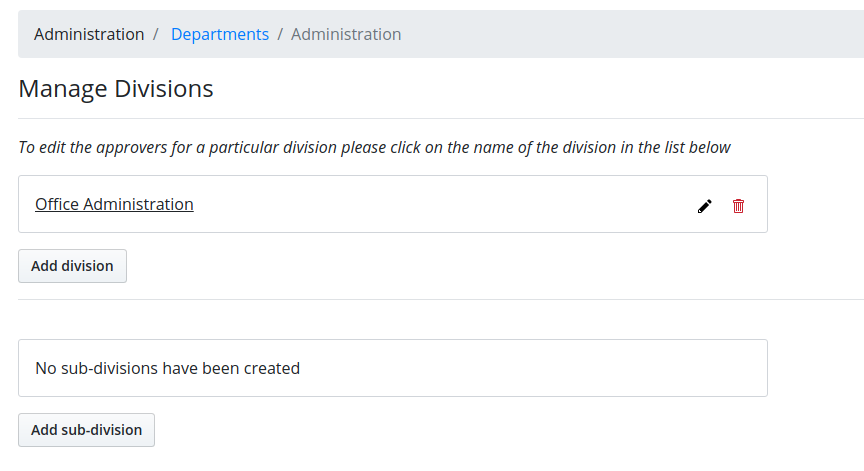 Administration / Departments / Administration
Manage Divisions
To edit the approvers for a particular division please click on the name of the division in the list below
Office Administration
Add division
No sub-divisions have been created
Add sub-division